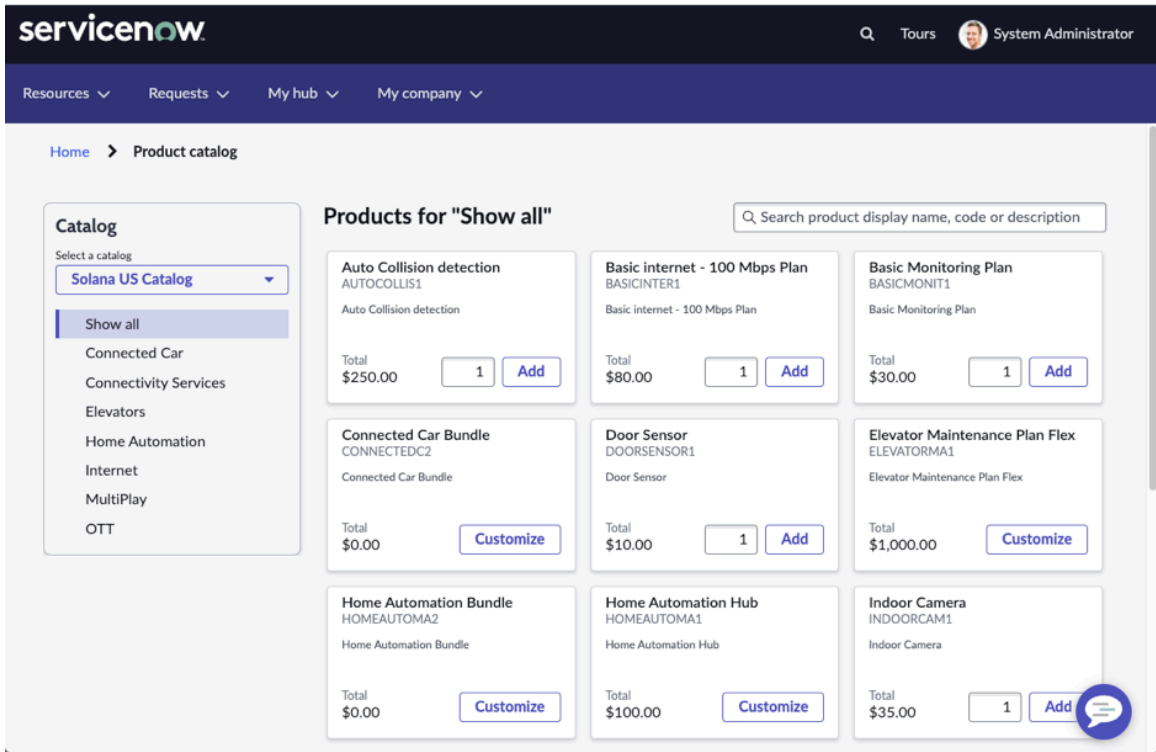 servicenow
Tours
System Administrator
Resources
Requests
My hub
My company
Home
Product catalog
Catalog
Select a catalog
Solana US Catalog
Show all
Connected Car
Connectivity Services
Elevators
Home Automation
Internet
MultiPlay
OTT
Products for "Show all"
Search product display name, code or description
Auto Collision detection
AUTOCOLLIS1
Auto Collision detection
Total
$250.00
1
Add
Basic internet - 100 Mbps Plan
BASICINTER1
Basic internet - 100 Mbps Plan
Total
$80.00
1
Add
Basic Monitoring Plan
BASICMONIT1
Basic Monitoring Plan
Total
$30.00
1
Add
Connected Car Bundle
CONNECTEDC2
Connected Car Bundle
Total
$0.00
Customize
Door Sensor
DOORSENSOR1
Door Sensor
Total
$10.00
1
Add
Elevator Maintenance Plan Flex
ELEVATORMA1
Elevator Maintenance Plan Flex
Total
$1,000.00
Customize
Home Automation Bundle
HOMEAUTOMA2
Home Automation Bundle
Total
$0.00
Customize
Home Automation Hub
HOMEAUTOMA1
Home Automation Hub
Total
$100.00
Customize
Indoor Camera
INDOORCAM1
Indoor Camera
Total
$35.00
1
Add